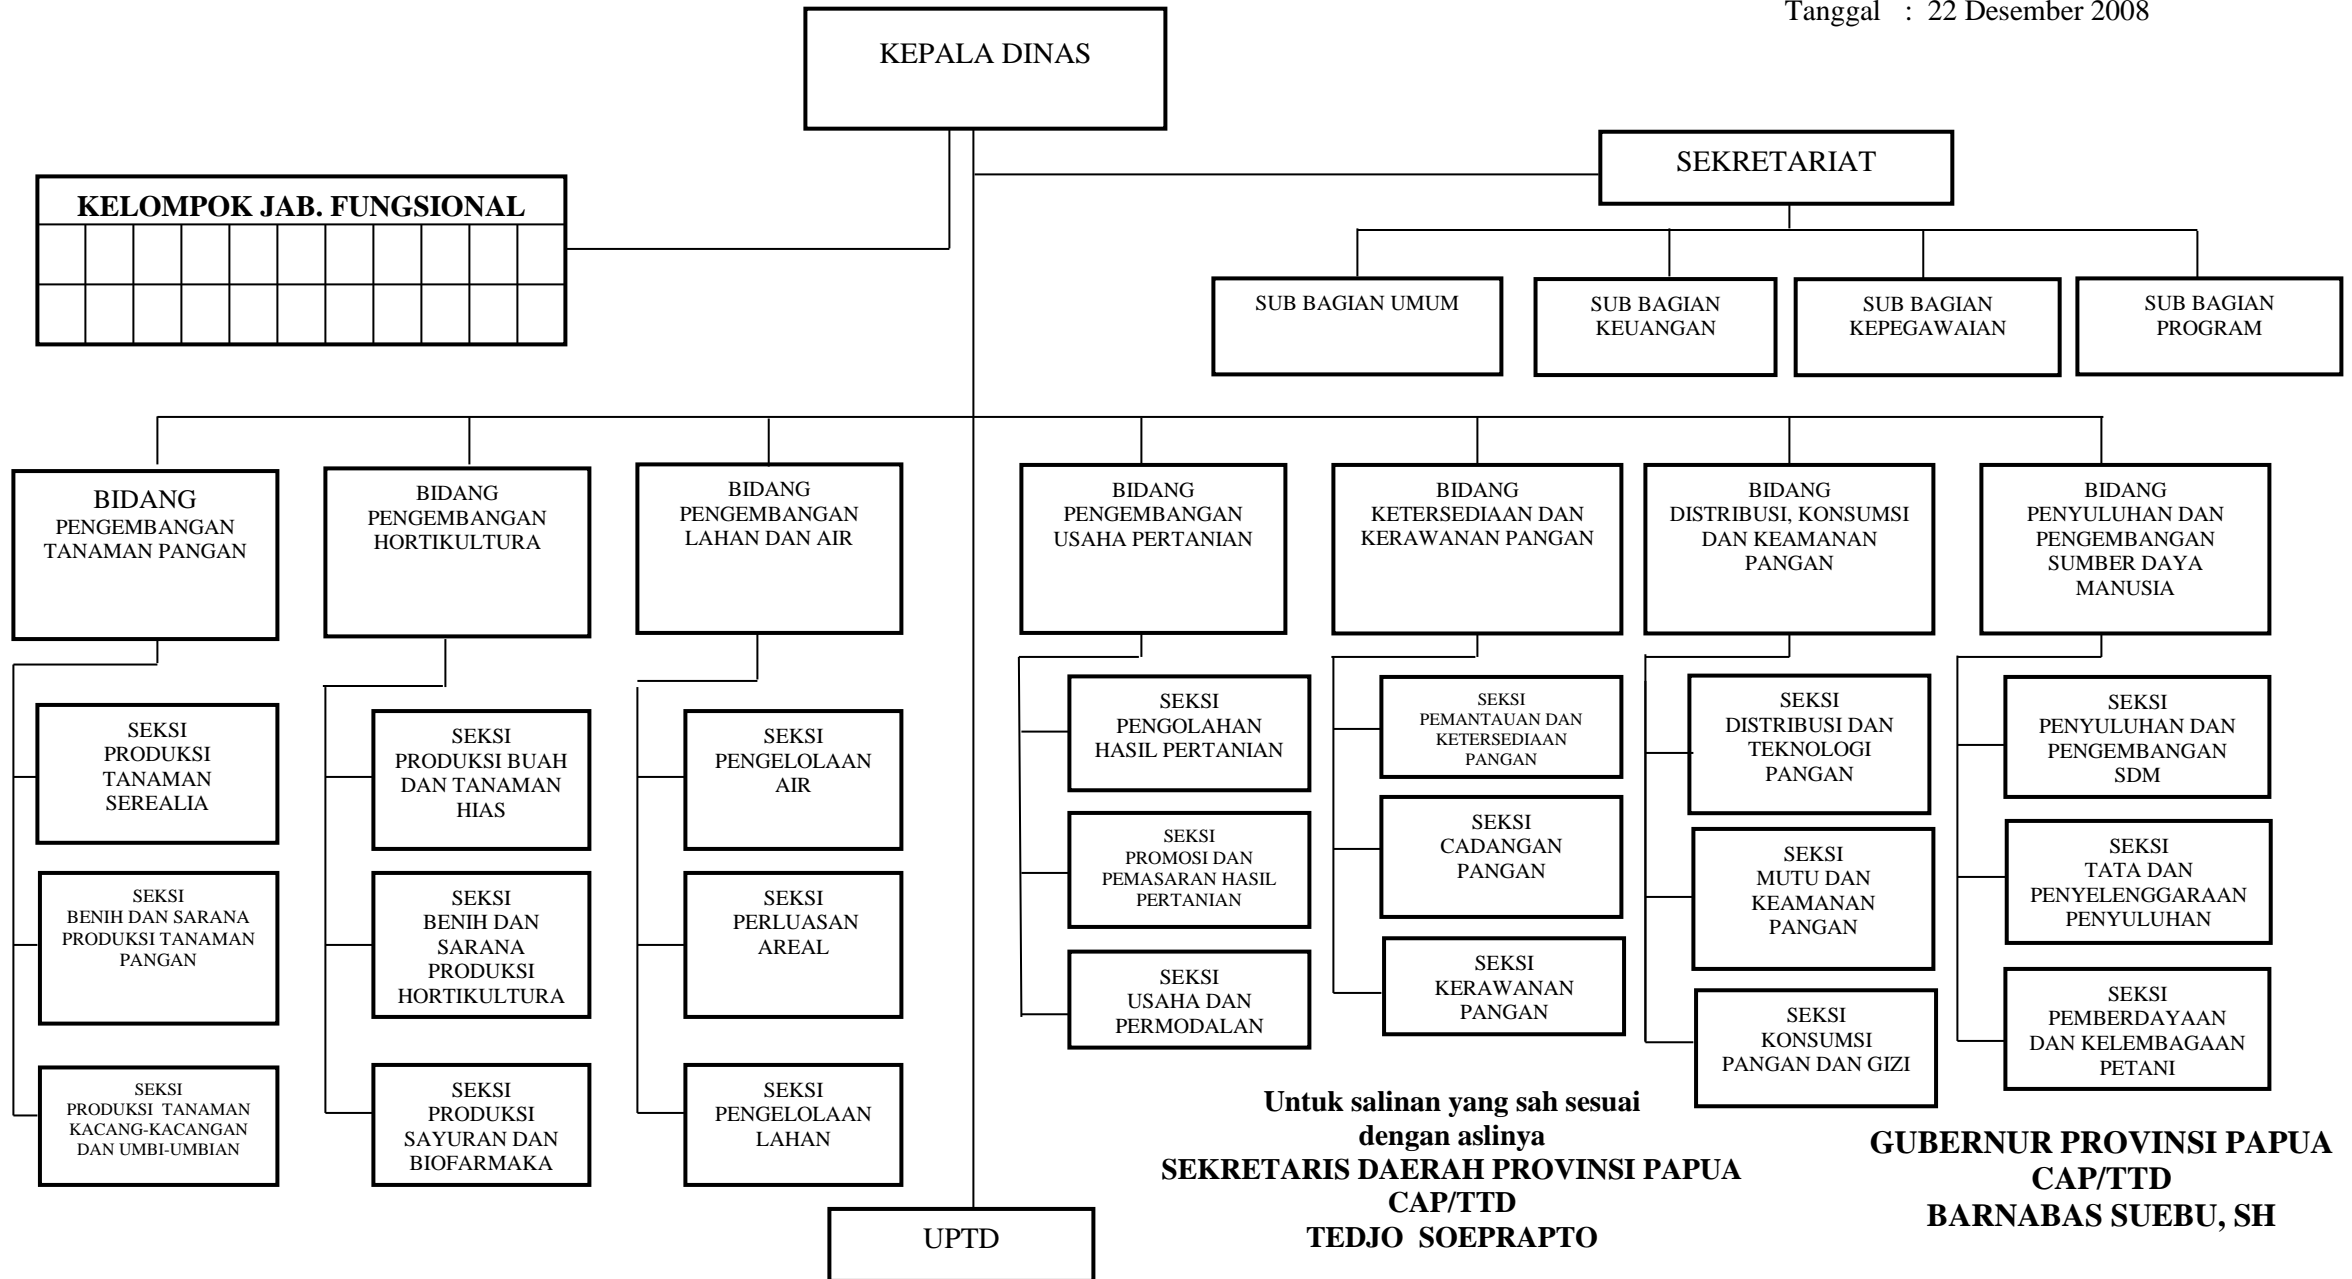 Tanggal : 22 Desember 2008
KEPALA DINAS
SEKRETARIAT
KELOMPOK JAB. FUNGSIONAL
SUB BAGIAN UMUM
SUB BAGIAN
KEUANGAN
SUB BAGIAN
KEPEGAWAIAN
SUB BAGIAN
PROGRAM
BIDANG
PENGEMBANGAN
TANAMAN PANGAN
BIDANG
PENGEMBANGAN
HORTIKULTURA
BIDANG
PENGEMBANGAN
LAHAN DAN AIR
BIDANG
PENGEMBANGAN
USAHA PERTANIAN
BIDANG
KETERSEDIAAN DAN
KERAWANAN PANGAN
BIDANG
DISTRIBUSI, KONSUMSI
DAN KEAMANAN
PANGAN
BIDANG
PENYULUHAN DAN
PENGEMBANGAN
SUMBER DAYA
MANUSIA
SEKSI
PRODUKSI
TANAMAN
SEREALIA
SEKSI
BENIH DAN SARANA
PRODUKSI TANAMAN
PANGAN
SEKSI
PRODUKSI TANAMAN
KACANG-KACANGAN
DAN UMBI-UMBIAN
SEKSI
PRODUKSI BUAH
DAN TANAMAN
HIAS
SEKSI
BENIH DAN
SARANA
PRODUKSI
HORTIKULTURA
SEKSI
PRODUKSI
SAYURAN DAN
BIOFARMAKA
SEKSI
PENGELOLAAN
AIR
SEKSI
PERLUASAN
AREAL
SEKSI
PENGELOLAAN
LAHAN
SEKSI
PENGOLAHAN
HASIL PERTANIAN
SEKSI
PROMOSI DAN
PEMASARAN HASIL
PERTANIAN
SEKSI
USAHA DAN
PERMODALAN
SEKSI
PEMANTAUAN DAN
KETERSEDIAAN
PANGAN
SEKSI
CADANGAN
PANGAN
SEKSI
KERAWANAN
PANGAN
SEKSI
DISTRIBUSI DAN
TEKNOLOGI
PANGAN
SEKSI
MUTU DAN
KEAMANAN
PANGAN
SEKSI
KONSUMSI
PANGAN DAN GIZI
SEKSI
PENYULUHAN DAN
PENGEMBANGAN
SDM
SEKSI
TATA DAN
PENYELENGGARAAN
PENYULUHAN
SEKSI
PEMBERDAYAAN
DAN KELEMBAGAAN
PETANI
UPTD
Untuk salinan yang sah sesuai
dengan aslinya
SEKRETARIS DAERAH PROVINSI PAPUA
CAP/TTD
TEDJO SOEPRAPTO
GUBERNUR PROVINSI PAPUA
CAP/TTD
BARNABAS SUEBU, SH